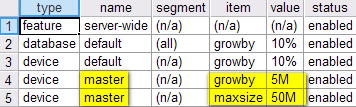 type name segment item value status
1 feature server-wide (n/a) (n/a) (n/a) enabled
2 database default (all) growby 10% enabled
3 device default (n/a) growby 10% enabled
4 device master (n/a) growby 5M enabled
5 device master (n/a) maxsize 50M enabled